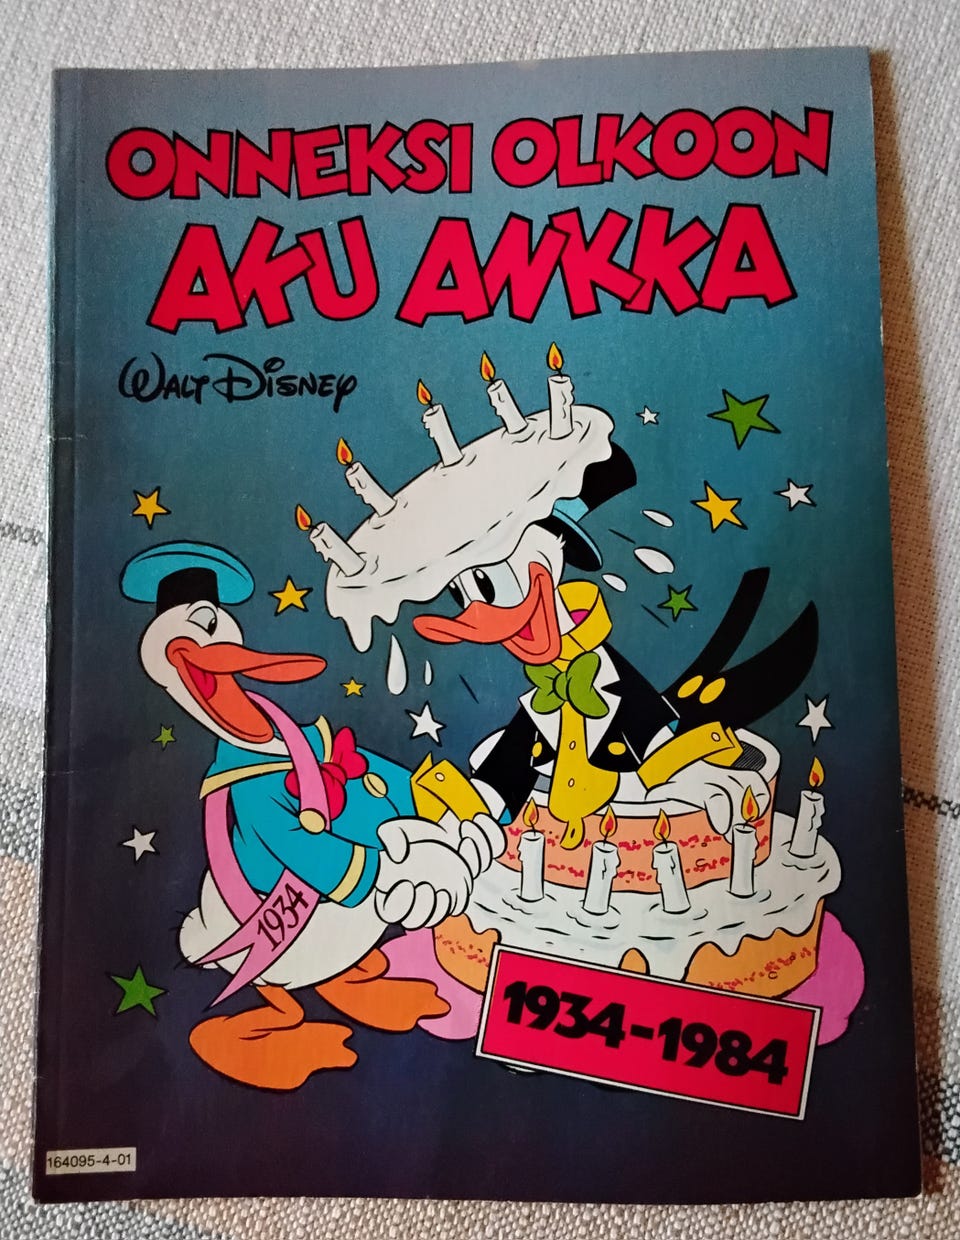 ONNEKSI OLKOON
AKU ANKKA
WALT DISNEY
1934
1934-1984
164095-4-01